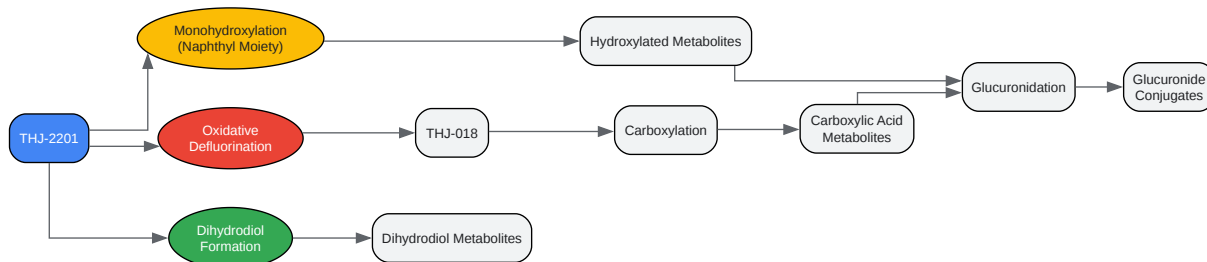 Monohydroxylation
(Naphthyl Moiety)
Hydroxylated Metabolites
Glucuronidation
Glucuronide
Conjugates
THJ-2201
Oxidative
Defluorination
THJ-018
Carboxylation
Carboxylic Acid
Metabolites
Dihydrodiol
Formation
Dihydrodiol Metabolites